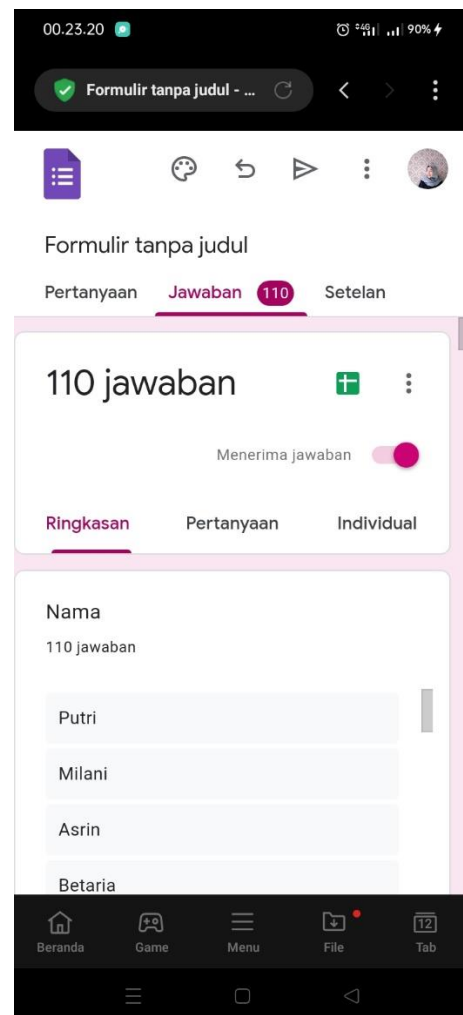 00.23.20 4G 90%
Formulir tanpa judul - ...
Formulir tanpa judul
Pertanyaan Jawaban 110 Setelan
110 jawaban
Menerima jawaban
Ringkasan Pertanyaan Individual
Nama
110 jawaban
Putri
Milani
Asrin
Betaria
12
Beranda Game Menu File Tab